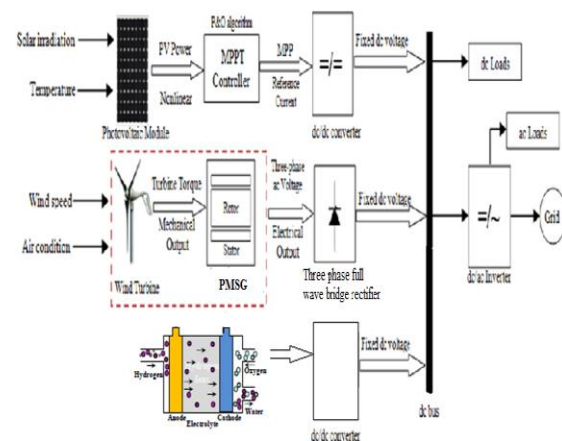 P&O algorithm
Solar irradiation
Temperature
PV Power
Nonlinear
MPPT
Controller
MPP
Reference
Current
=/=
Fixed dc voltage
dc Loads
Photovoltaic Module
dc/dc converter
ac Loads
Wind speed
Air condition
Turbine Torque
Mechanical
Output
Rotor
Stator
PMSG
Wind Turbine
Three-phase
ac Voltage
Electrical
Output
Three phase full
wave bridge rectifier
Fixed dc voltage
=/~
dc/ac Inverter
Grid
Hydrogen
Oxygen
Water
Anode
Cathode
Electrolyte
Fixed dc voltage
dc/dc converter
dc bus